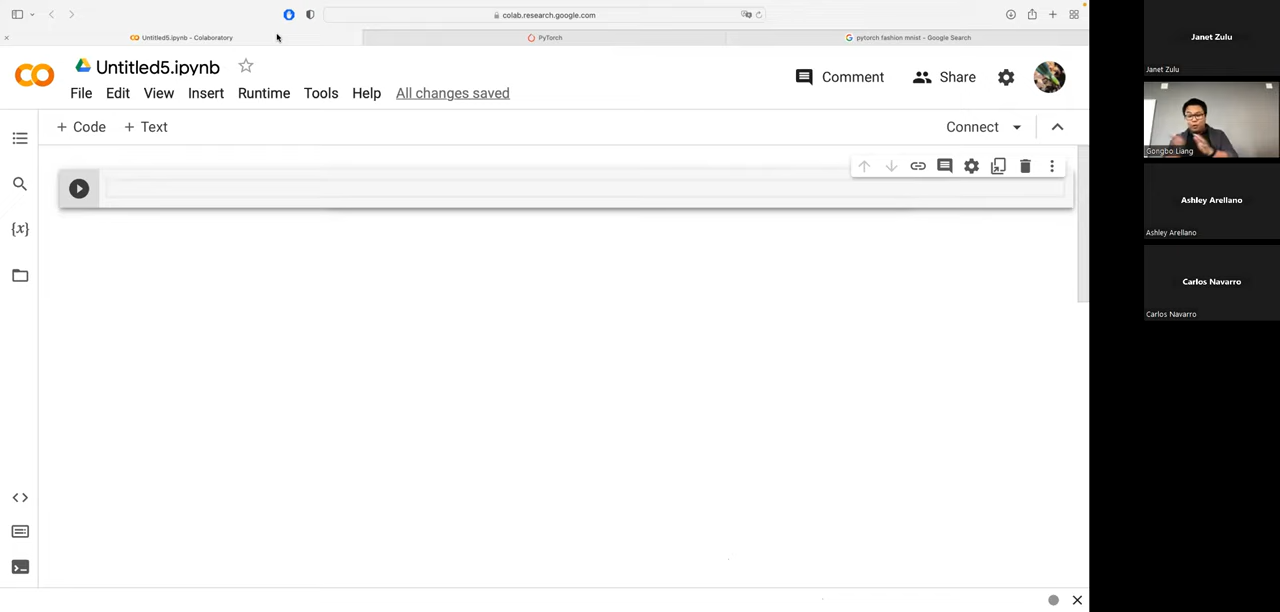 colab.research.google.com
Untitled5.ipynb - Colaboratory
PyTorch
pytorch fashion mnist - Google Search
Untitled5.ipynb
Comment
Share
File Edit View Insert Runtime Tools Help All changes saved
+ Code + Text
Connect
{x}
Janet Zulu
Janet Zulu
Gongbo Liang
Ashley Arellano
Ashley Arellano
Carlos Navarro
Carlos Navarro